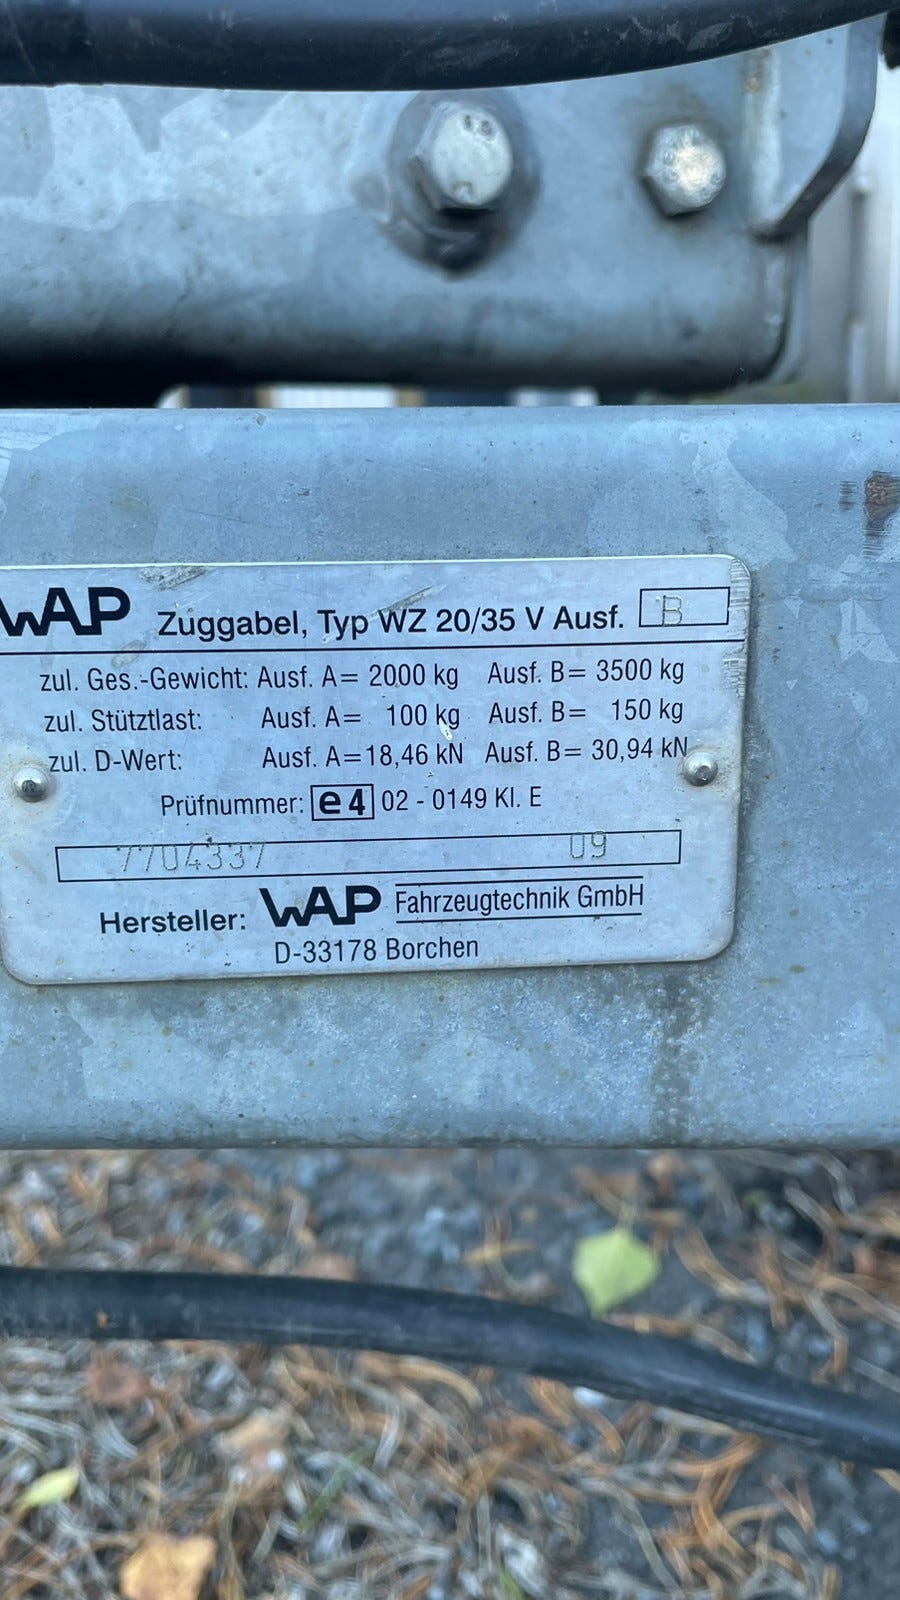 WAP Zuggabel, Typ WZ 20/35 V Ausf. B
zul. Ges.-Gewicht: Ausf. A= 2000 kg Ausf. B= 3500 kg
zul. Stütztlast: Ausf. A= 100 kg Ausf. B= 150 kg
zul. D-Wert: Ausf. A=18,46 kN Ausf. B= 30,94 kN
Prüfnummer: e4 02 - 0149 Kl. E
7704337 09
Hersteller: WAP Fahrzeugtechnik GmbH
D-33178 Borchen